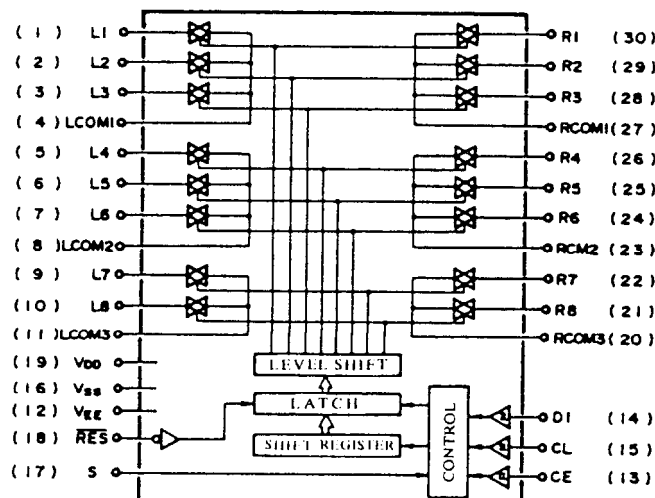 (1) L1 R1 (30)
(2) L2 R2 (29)
(3) L3 R3 (28)
(4) LCOM1 RCOM1 (27)
(5) L4 R4 (26)
(6) L5 R5 (25)
(7) L6 R6 (24)
(8) LCOM2 RCM2 (23)
(9) L7 R7 (22)
(10) L8 R8 (21)
(11) LCOM3 RCOM3 (20)
(19) VDD LEVEL SHIFT
(16) Vss
(12) VEE LATCH DI (14)
(18) RES SHIFT REGISTER CONTROL CL (15)
(17) S CE (13)